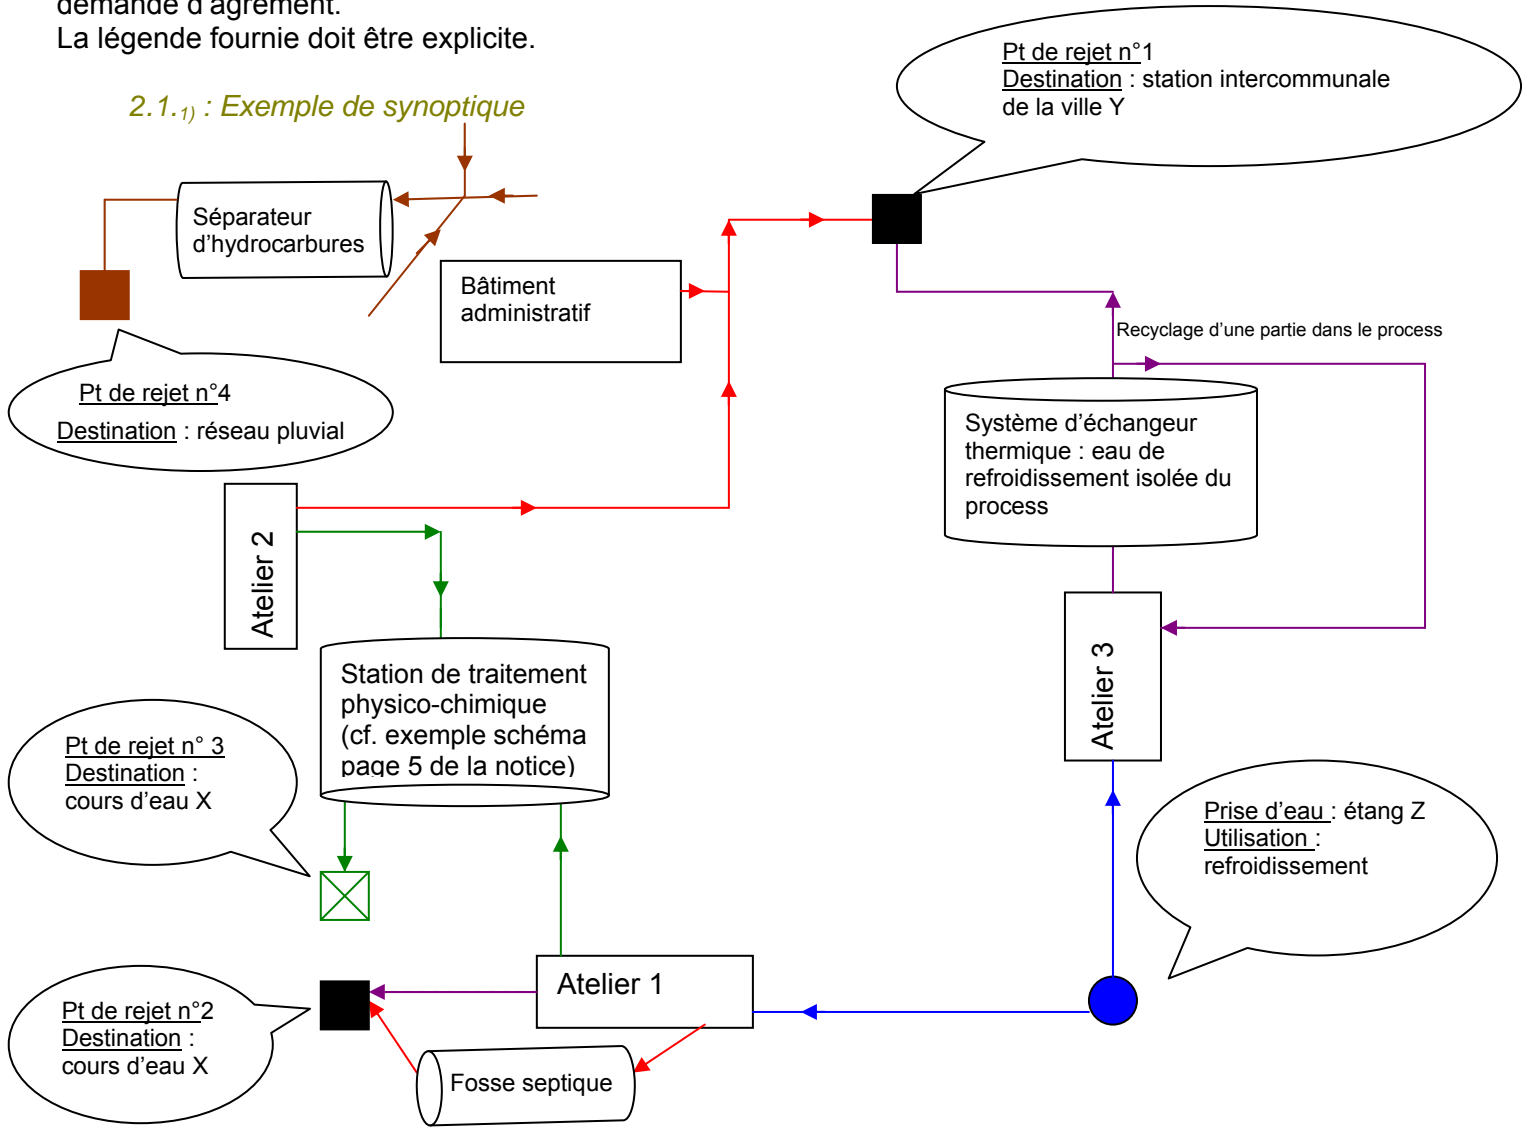 demande d'agrément.
La légende fournie doit être explicite.
2.1.1) : Exemple de synoptique
Pt de rejet n°1
Destination : station intercommunale
de la ville Y
Séparateur
d'hydrocarbures
Bâtiment
administratif
Recyclage d'une partie dans le process
Pt de rejet n°4
Destination : réseau pluvial
Système d'échangeur
thermique : eau de
refroidissement isolée du
process
Atelier 2
Station de traitement
physico-chimique
(cf. exemple schéma
page 5 de la notice)
Atelier 3
Pt de rejet n° 3
Destination :
cours d'eau X
Prise d'eau : étang Z
Utilisation :
refroidissement
Atelier 1
Pt de rejet n°2
Destination :
cours d'eau X
Fosse septique